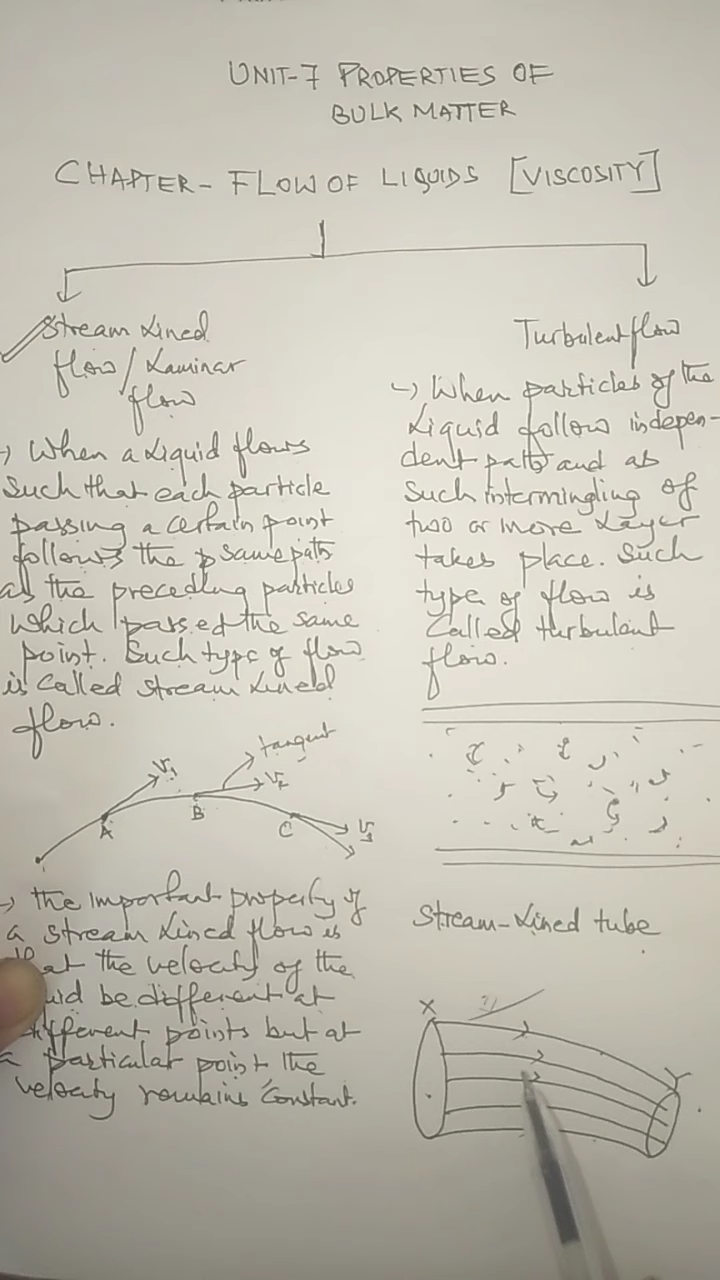 UNIT-7 PROPERTIES OF
BULK MATTER
CHAPTER- FLOW OF LIQUIDS [VISCOSITY]
Stream Lined
flow/Laminar
flow
→ When a Liquid flows
Such that each particle
passing a certain point
follows the same path
as the preceding particles
which passed the same
point. Such type of flow
is called stream Lined
flow.
V1
tangent
V2
A
B
C
V3
→ the important property of
a stream Lined flow is
that the velocity of the
be different at
different points but at
a particular point the
velocity remains constant.
Turbulent flow
→ When particles of the
Liquid follow indepen-
dent path and as
Such intermingling of
two or more Layer
takes place. Such
type of flow is
Called turbulent
flow.
Stream-Lined tube
X
Y